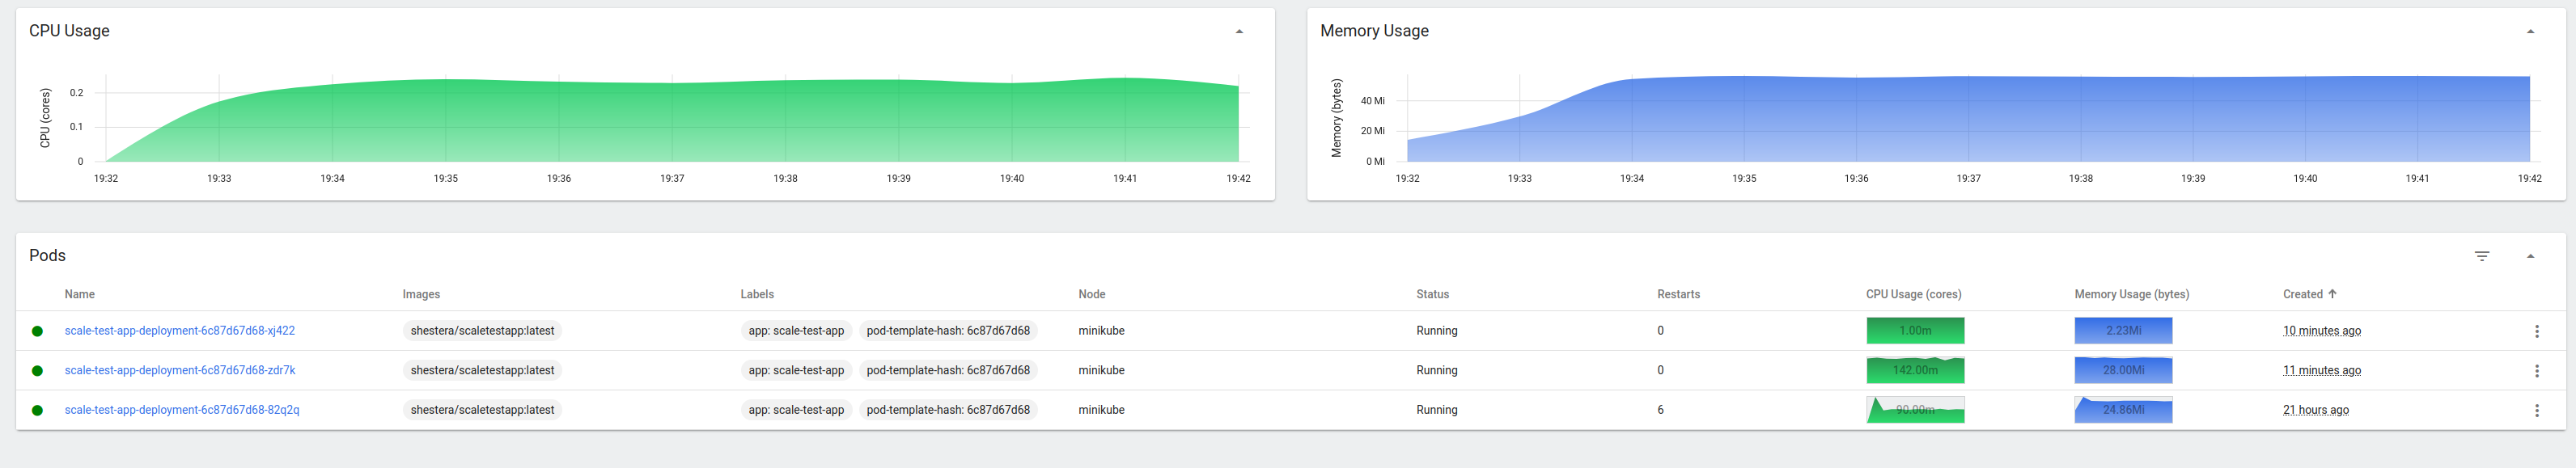 CPU Usage
CPU (cores)
0.2
0.1
0
19:32 19:33 19:34 19:35 19:36 19:37 19:38 19:39 19:40 19:41 19:42
Memory Usage
Memory (bytes)
40 Mi
20 Mi
0 Mi
19:32 19:33 19:34 19:35 19:36 19:37 19:38 19:39 19:40 19:41 19:42
Pods
Name Images Labels Node Status Restarts CPU Usage (cores) Memory Usage (bytes) Created
scale-test-app-deployment-6c87d67d68-xj422 shestera/scaletestapp:latest app: scale-test-app pod-template-hash: 6c87d67d68 minikube Running 0 1.00m 2.23Mi 10 minutes ago
scale-test-app-deployment-6c87d67d68-zdr7k shestera/scaletestapp:latest app: scale-test-app pod-template-hash: 6c87d67d68 minikube Running 0 142.00m 28.00Mi 11 minutes ago
scale-test-app-deployment-6c87d67d68-82q2q shestera/scaletestapp:latest app: scale-test-app pod-template-hash: 6c87d67d68 minikube Running 6 90.00m 24.86Mi 21 hours ago